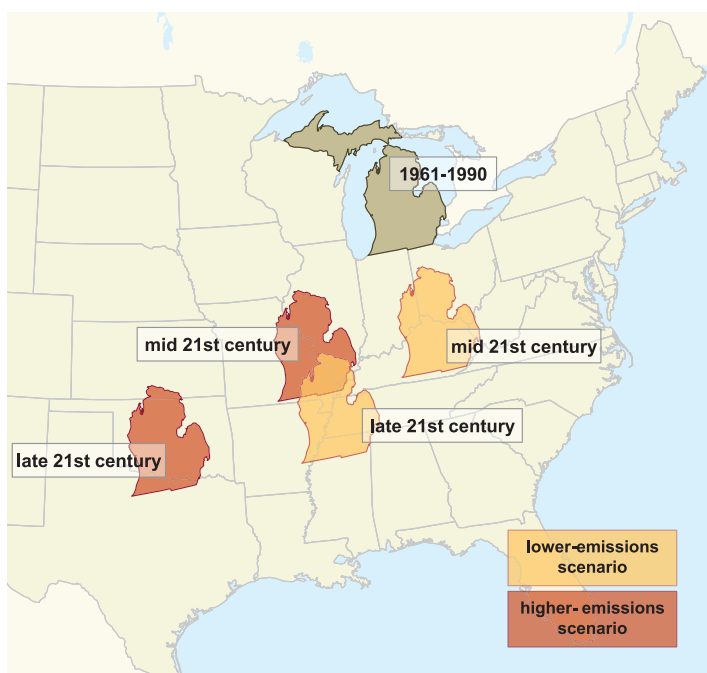 1961-1990
mid 21st century
mid 21st century
late 21st century
late 21st century
lower-emissions
scenario
higher- emissions
scenario